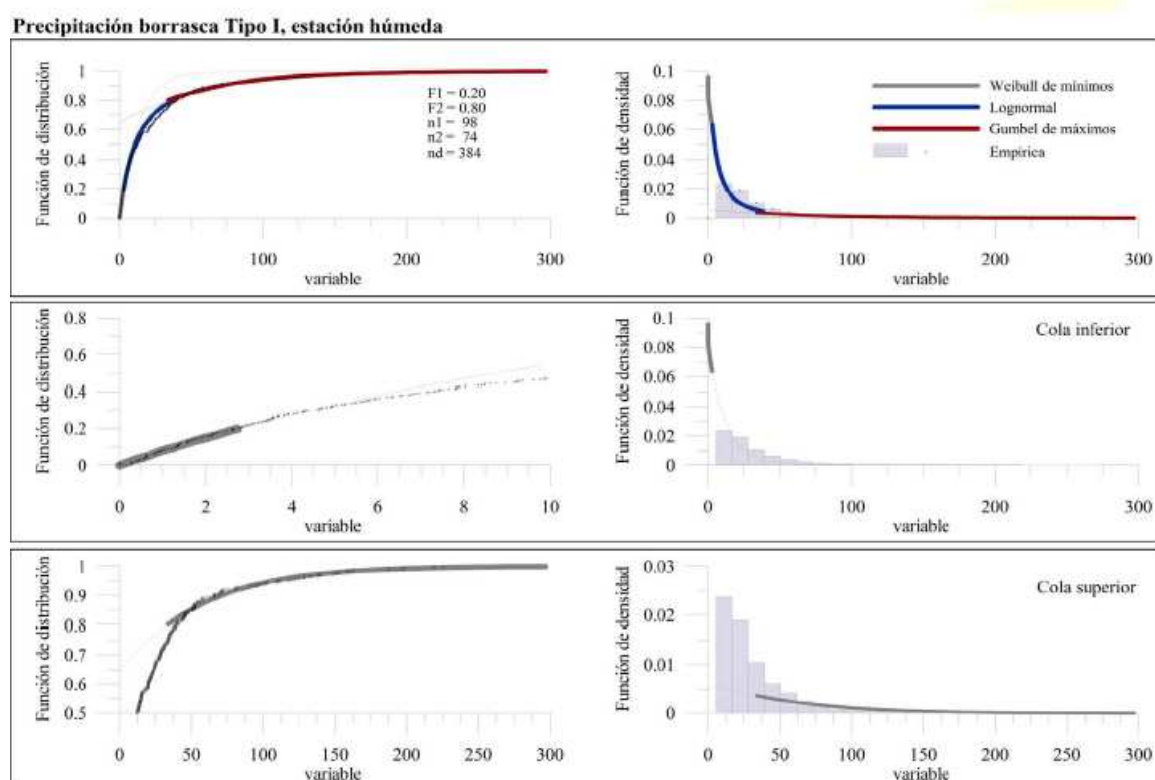 Precipitación borrasca Tipo I, estación húmeda
Función de distribución
1
0.8
0.6
0.4
0.2
0
F1 = 0.20
F2 = 0.80
n1 = 98
n2 = 74
nd = 384
0 100 200 300
variable
Función de densidad
0.1
0.08
0.06
0.04
0.02
0
Weibull de mínimos
Lognormal
Gumbel de máximos
Empírica
0 100 200 300
variable
Función de distribución
0.8
0.6
0.4
0.2
0
0 2 4 6 8 10
variable
Función de densidad
0.1
0.08
0.06
0.04
0.02
0
Cola inferior
0 50 100 150 200 250 300
variable
Función de distribución
1
0.9
0.8
0.7
0.6
0.5
0 50 100 150 200 250 300
variable
Función de densidad
0.03
0.02
0.01
0
Cola superior
0 50 100 150 200 250 300
variable